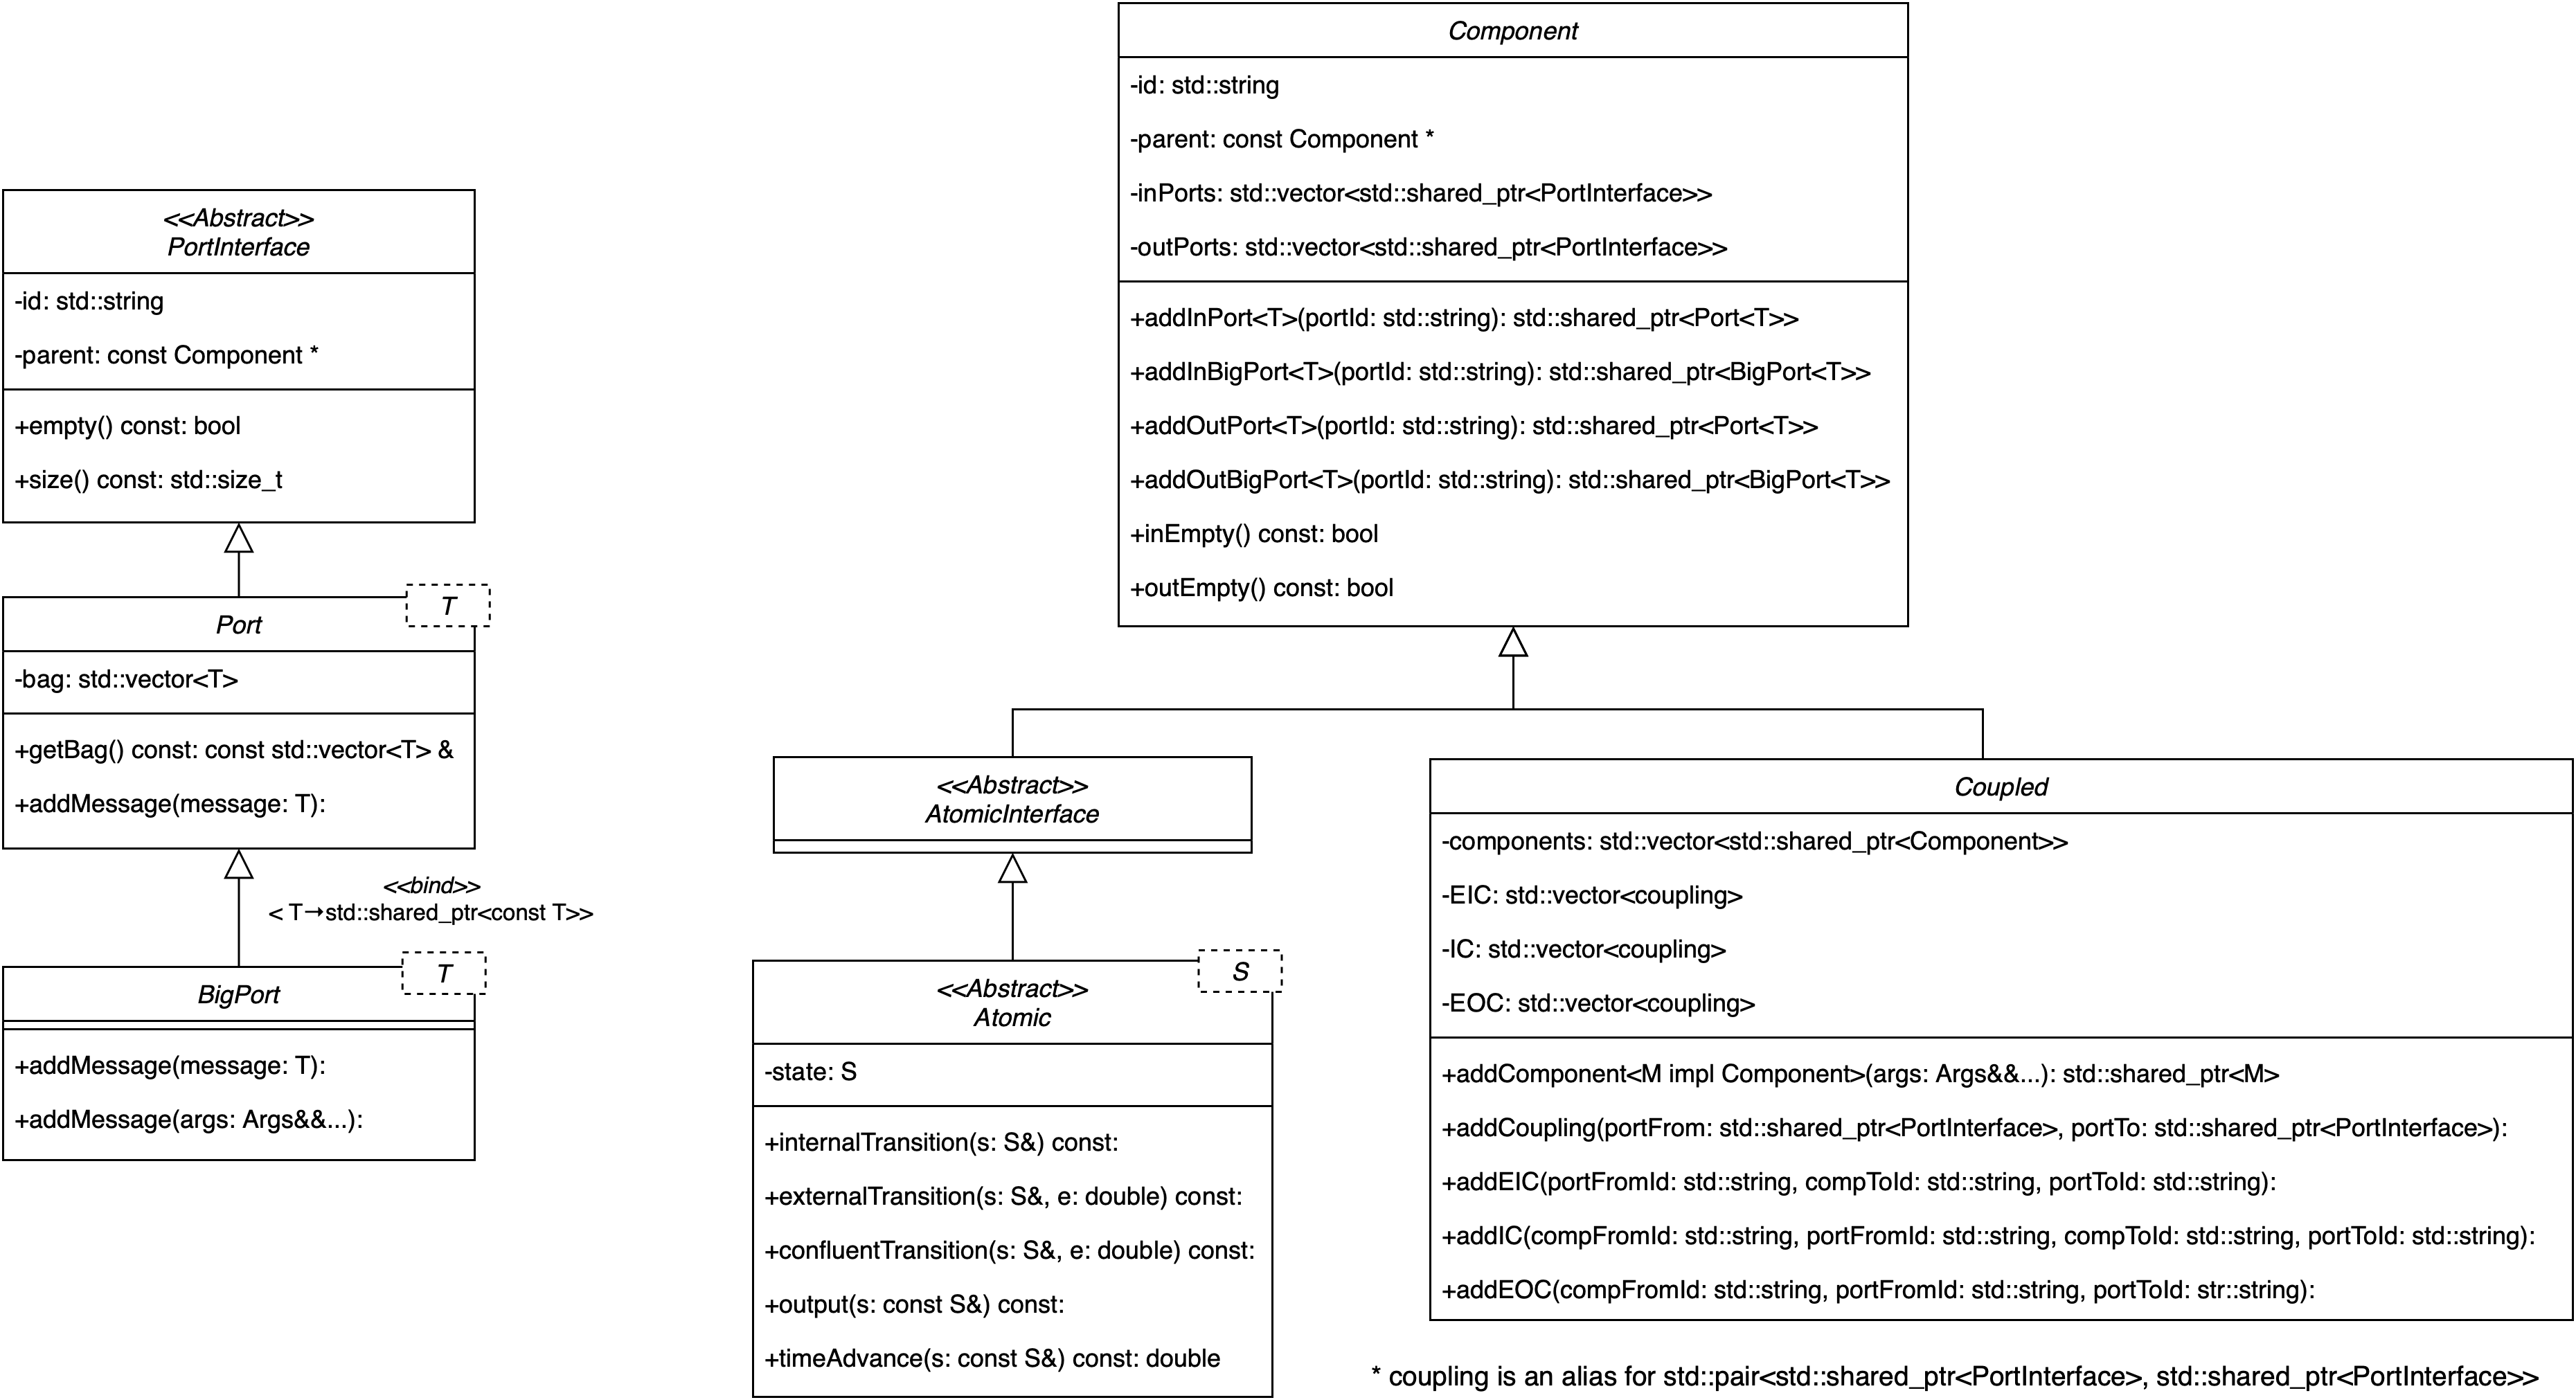 <<Abstract>>
PortInterface
-id: std::string
-parent: const Component *
+empty() const: bool
+size() const: std::size_t
T
Port
-bag: std::vector<T>
+getBag() const: const std::vector<T> &
+addMessage(message: T):
<<bind>>
< T→std::shared_ptr<const T>>
T
BigPort
+addMessage(message: T):
+addMessage(args: Args&&...):
Component
-id: std::string
-parent: const Component *
-inPorts: std::vector<std::shared_ptr<PortInterface>>
-outPorts: std::vector<std::shared_ptr<PortInterface>>
+addInPort<T>(portId: std::string): std::shared_ptr<Port<T>>
+addInBigPort<T>(portId: std::string): std::shared_ptr<BigPort<T>>
+addOutPort<T>(portId: std::string): std::shared_ptr<Port<T>>
+addOutBigPort<T>(portId: std::string): std::shared_ptr<BigPort<T>>
+inEmpty() const: bool
+outEmpty() const: bool
<<Abstract>>
AtomicInterface
S
<<Abstract>>
Atomic
-state: S
+internalTransition(s: S&) const:
+externalTransition(s: S&, e: double) const:
+confluentTransition(s: S&, e: double) const:
+output(s: const S&) const:
+timeAdvance(s: const S&) const: double
Coupled
-components: std::vector<std::shared_ptr<Component>>
-EIC: std::vector<coupling>
-IC: std::vector<coupling>
-EOC: std::vector<coupling>
+addComponent<M impl Component>(args: Args&&...): std::shared_ptr<M>
+addCoupling(portFrom: std::shared_ptr<PortInterface>, portTo: std::shared_ptr<PortInterface>):
+addEIC(portFromId: std::string, compToId: std::string, portToId: std::string):
+addIC(compFromId: std::string, portFromId: std::string, compToId: std::string, portToId: std::string):
+addEOC(compFromId: std::string, portFromId: std::string, portToId: str::string):
* coupling is an alias for std::pair<std::shared_ptr<PortInterface>, std::shared_ptr<PortInterface>>